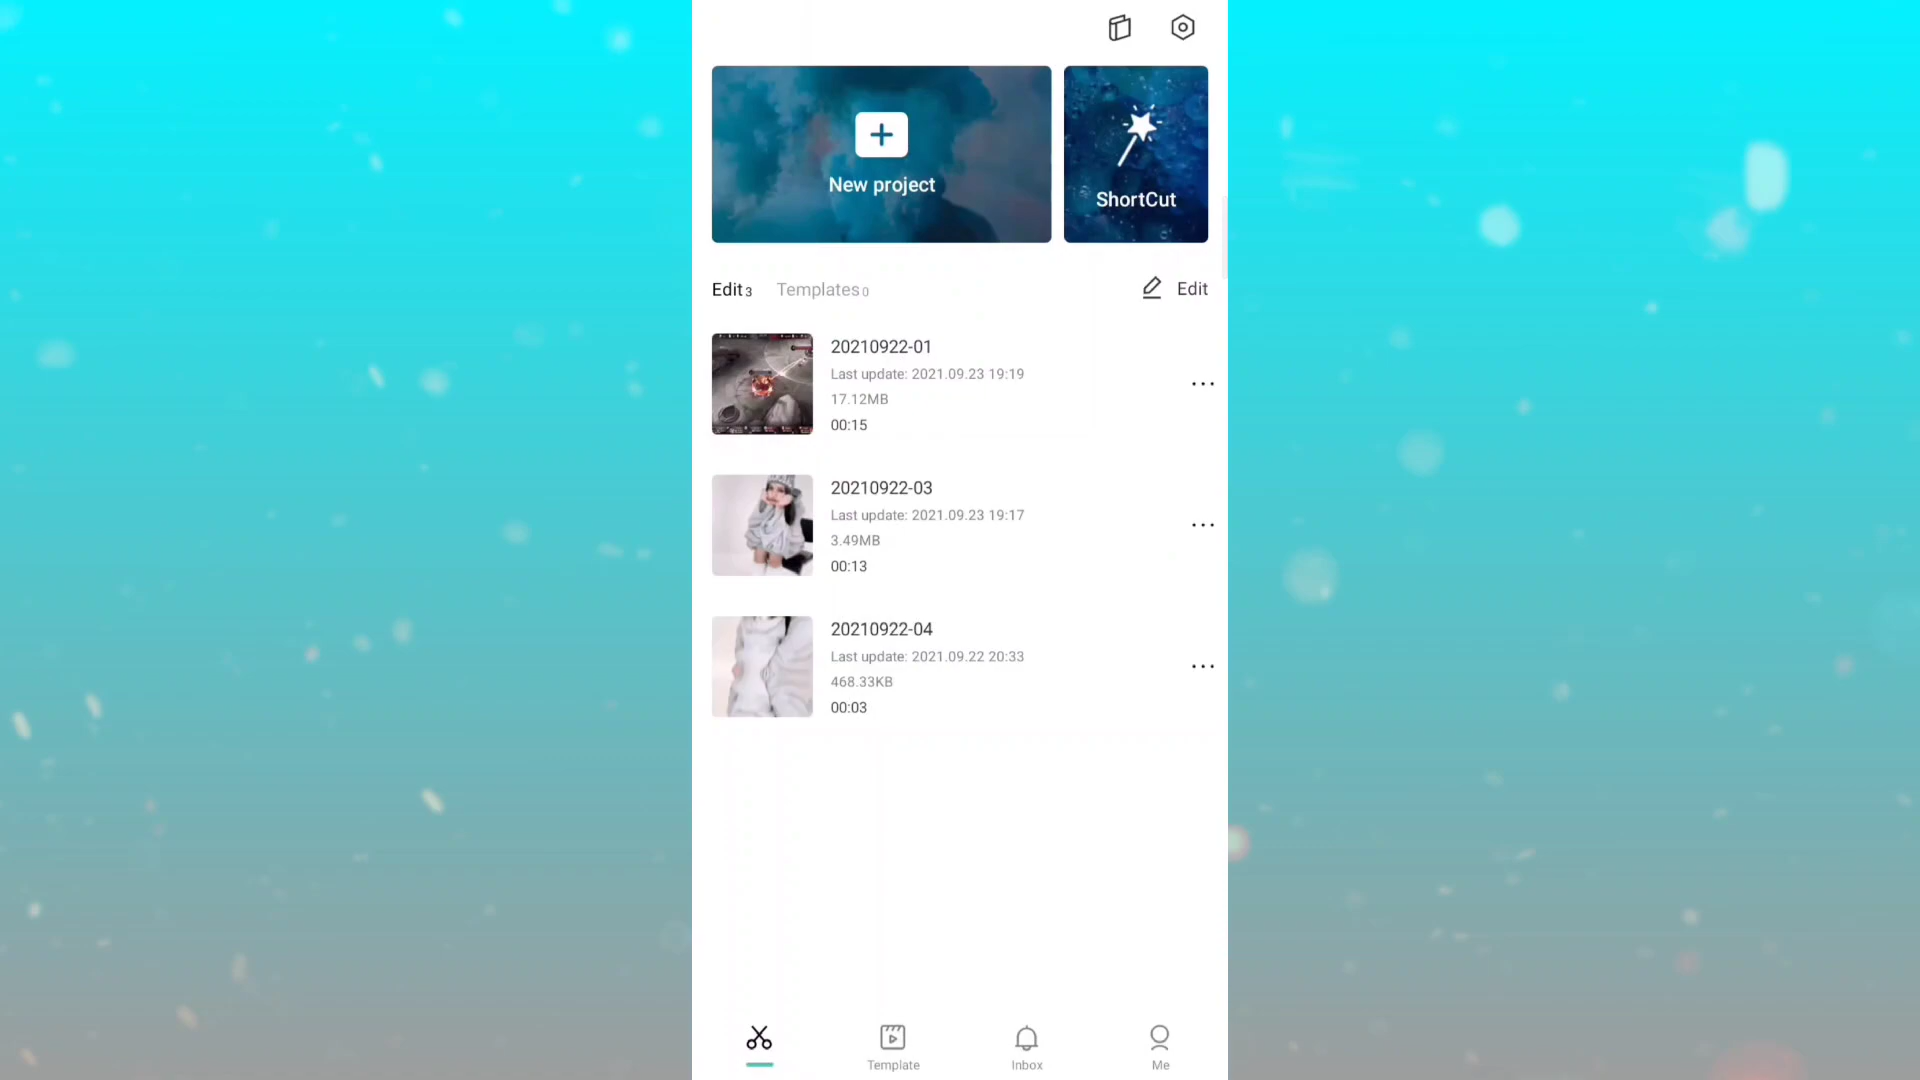 New project
ShortCut
Edit 3
Templates 0
Edit
20210922-01
Last update: 2021.09.23 19:19
17.12MB
00:15
20210922-03
Last update: 2021.09.23 19:17
3.49MB
00:13
20210922-04
Last update: 2021.09.22 20:33
468.33KB
00:03
Template
Inbox
Me